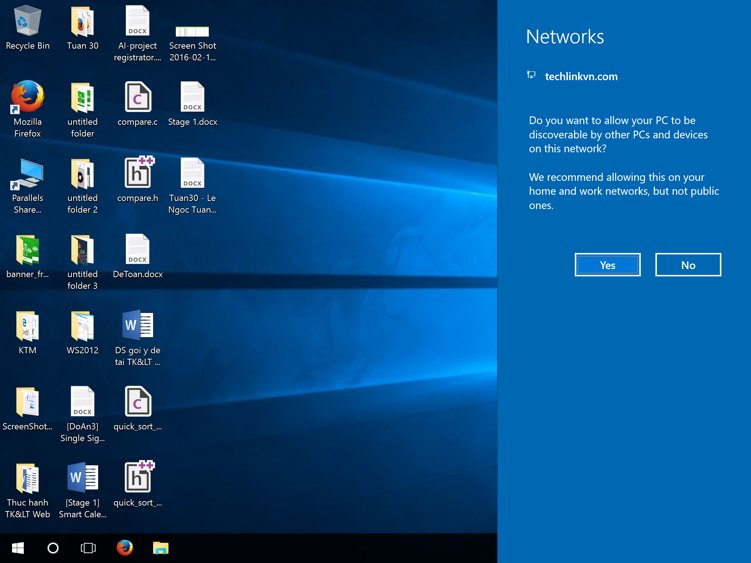 Recycle Bin
Tuan 30
AI-project
registrator....
Screen Shot
2016-02-1...
Mozilla
Firefox
untitled
folder
compare.c
Stage 1.docx
Parallels
Share...
untitled
folder 2
compare.h
Tuan30 - Le
Ngoc Tuan...
banner_fr...
untitled
folder 3
DeToan.docx
KTM
WS2012
DS goi y de
tai TK&LT ...
ScreenShot...
[DoAn3]
Single Sig...
quick_sort_...
Thuc hanh
TK&LT Web
[Stage 1]
Smart Cale...
quick_sort_...
DOCX
DOCX
DOCX
DOCX
DOCX
C
h++
W
C
h++
W
Networks
techlinkvn.com
Do you want to allow your PC to be
discoverable by other PCs and devices
on this network?
We recommend allowing this on your
home and work networks, but not public
ones.
Yes
No